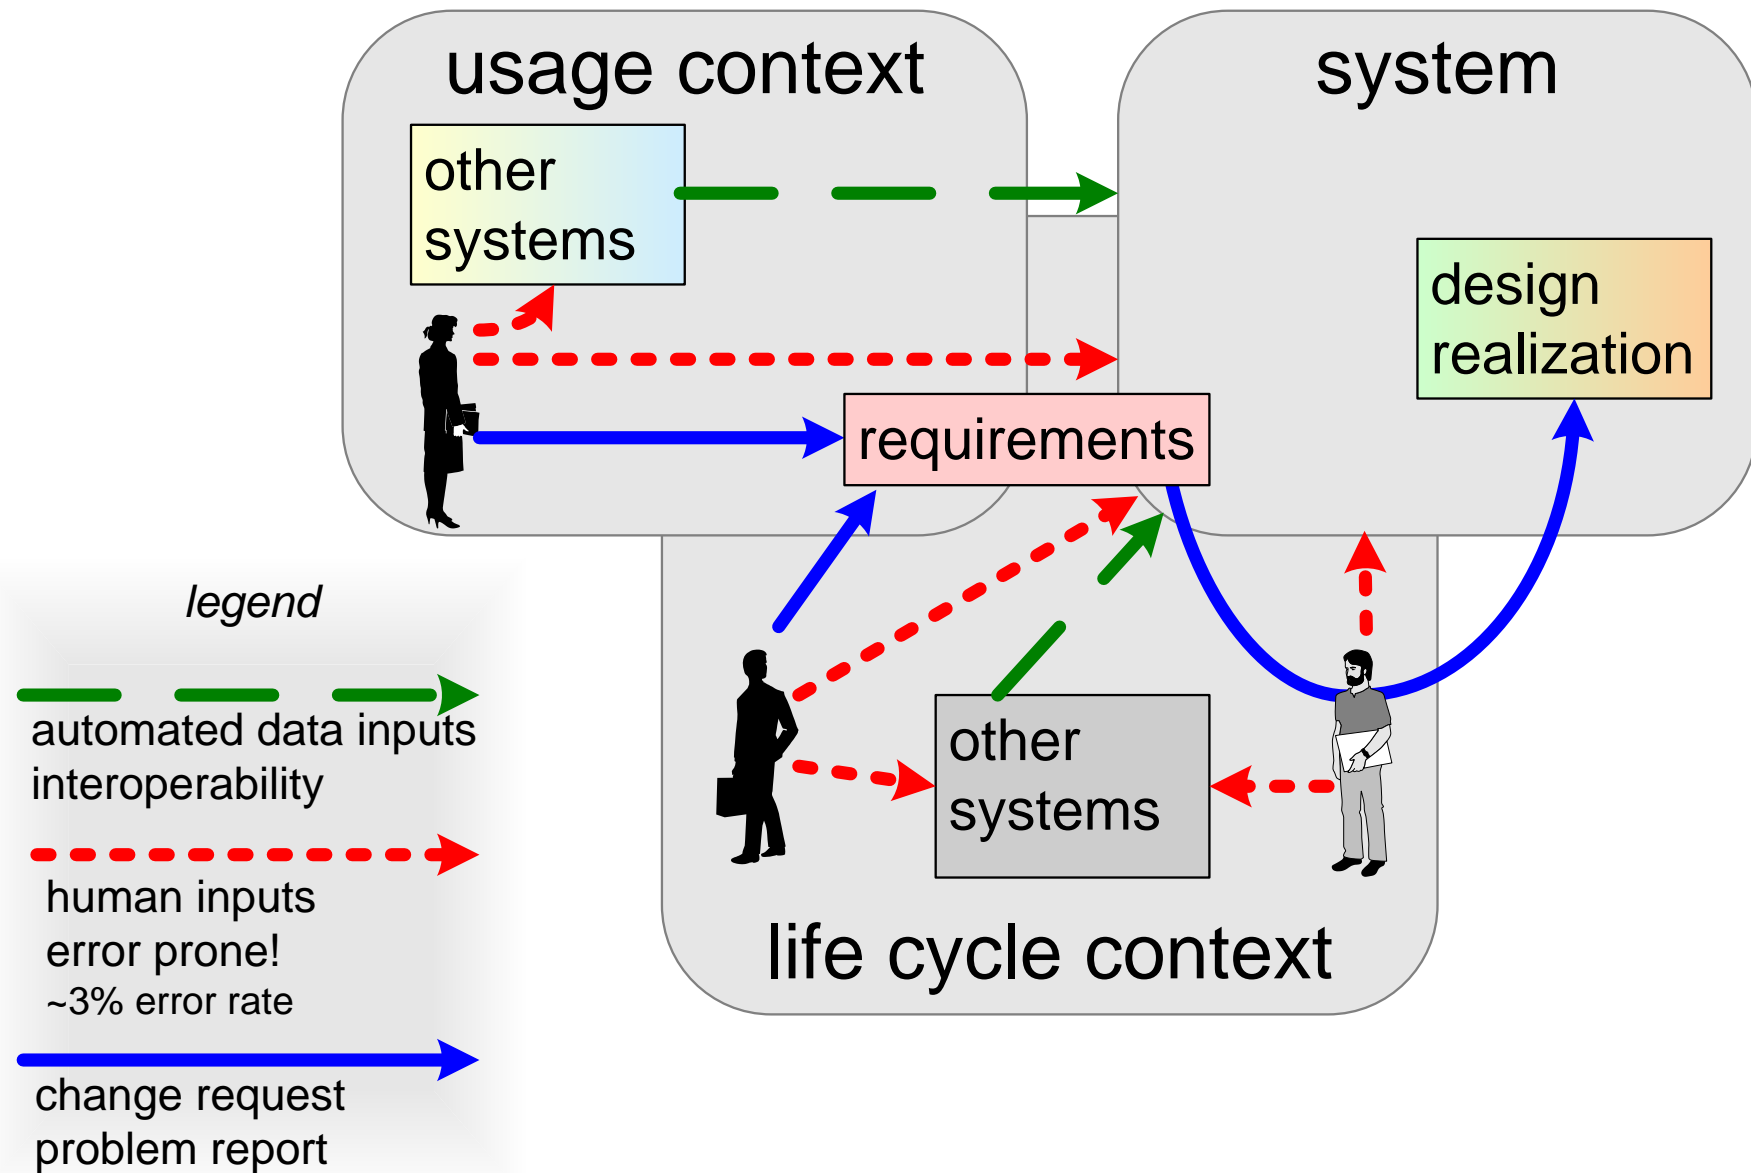 usage context
system
other
systems
design
realization
requirements
legend
automated data inputs
interoperability
human inputs
error prone!
~3% error rate
change request
problem report
other
systems
life cycle context